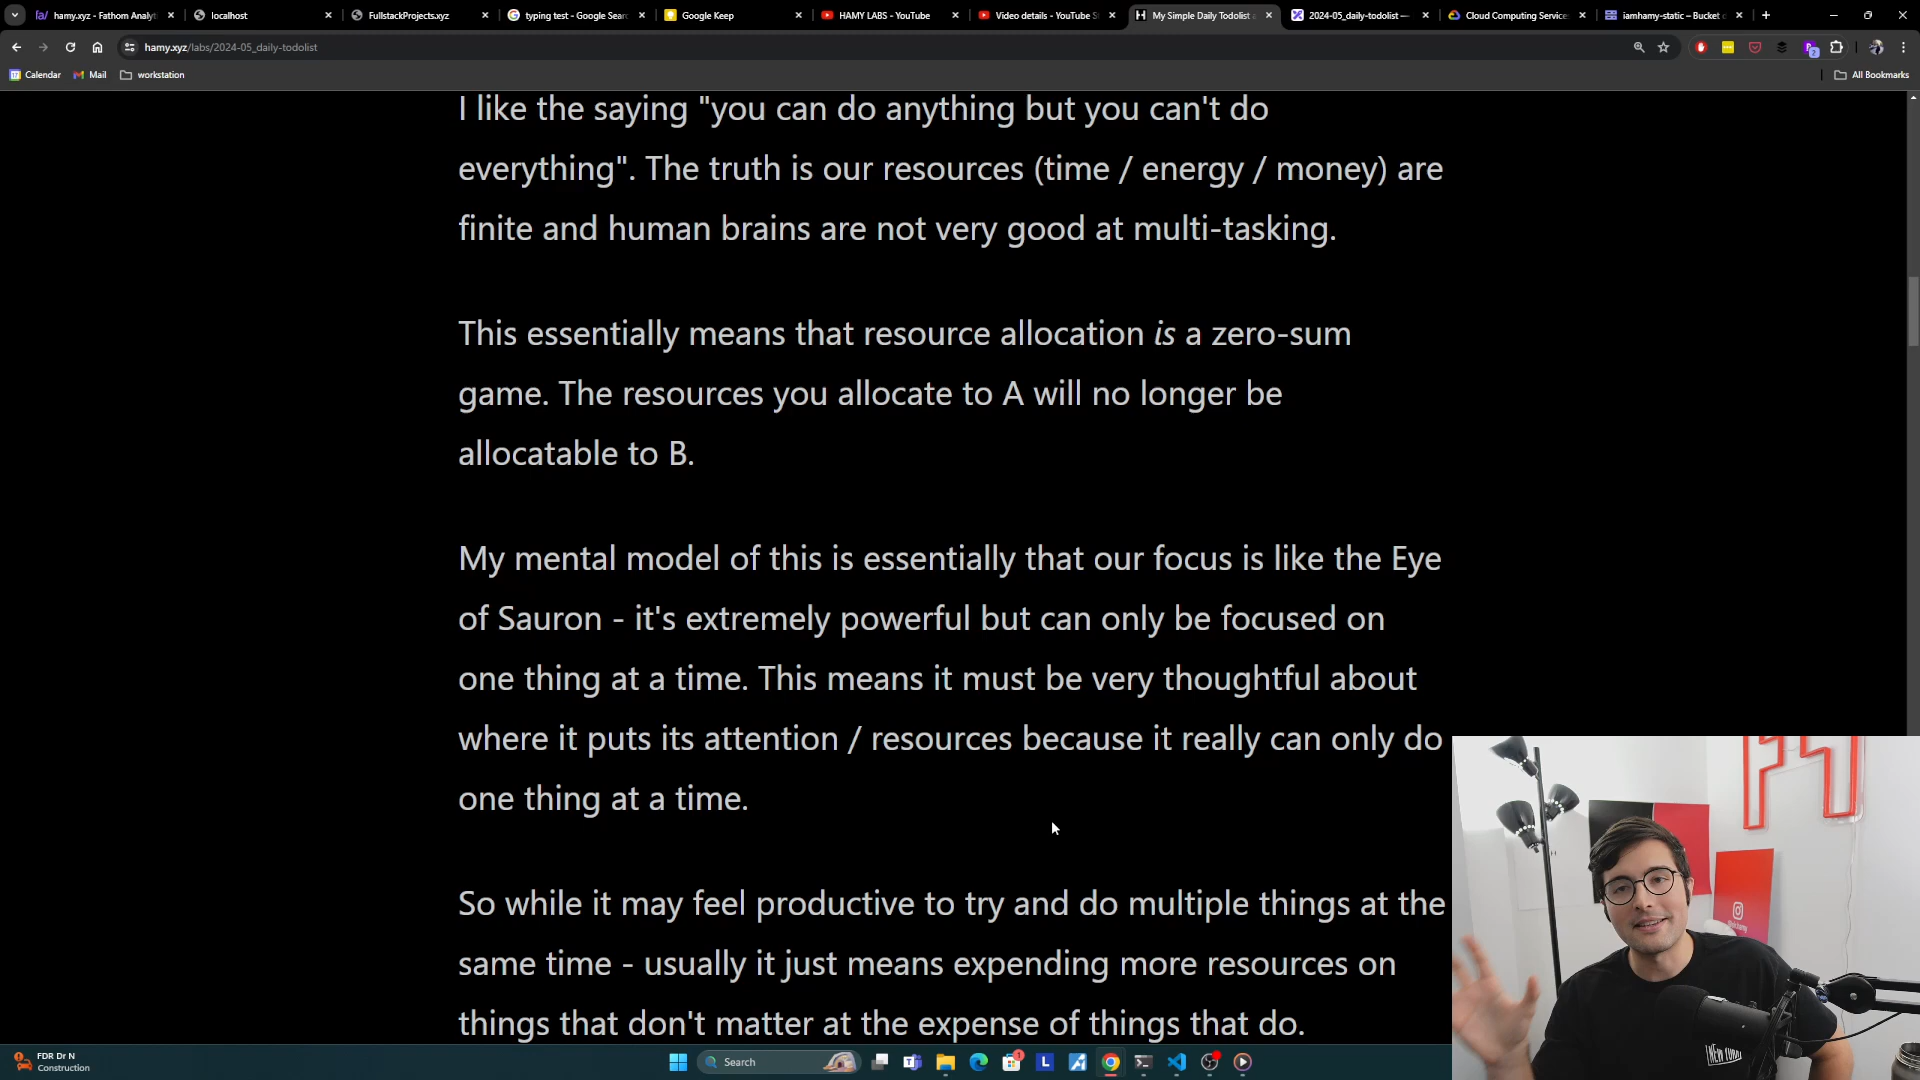 hamy.xyz - Fathom Analyt
localhost
FullstackProjects.xyz
typing test - Google Sear
Google Keep
HAMY LABS - YouTube
Video details - YouTube S
My Simple Daily Todolist
2024-05_daily-todolist —
Cloud Computing Service
iamhamy-static – Bucket
hamy.xyz/labs/2024-05_daily-todolist
Calendar
Mail
workstation
All Bookmarks
I like the saying "you can do anything but you can't do
everything". The truth is our resources (time / energy / money) are
finite and human brains are not very good at multi-tasking.
This essentially means that resource allocation is a zero-sum
game. The resources you allocate to A will no longer be
allocatable to B.
My mental model of this is essentially that our focus is like the Eye
of Sauron - it's extremely powerful but can only be focused on
one thing at a time. This means it must be very thoughtful about
where it puts its attention / resources because it really can only do
one thing at a time.
So while it may feel productive to try and do multiple things at the
same time - usually it just means expending more resources on
things that don't matter at the expense of things that do.
FDR Dr N
Construction
Search